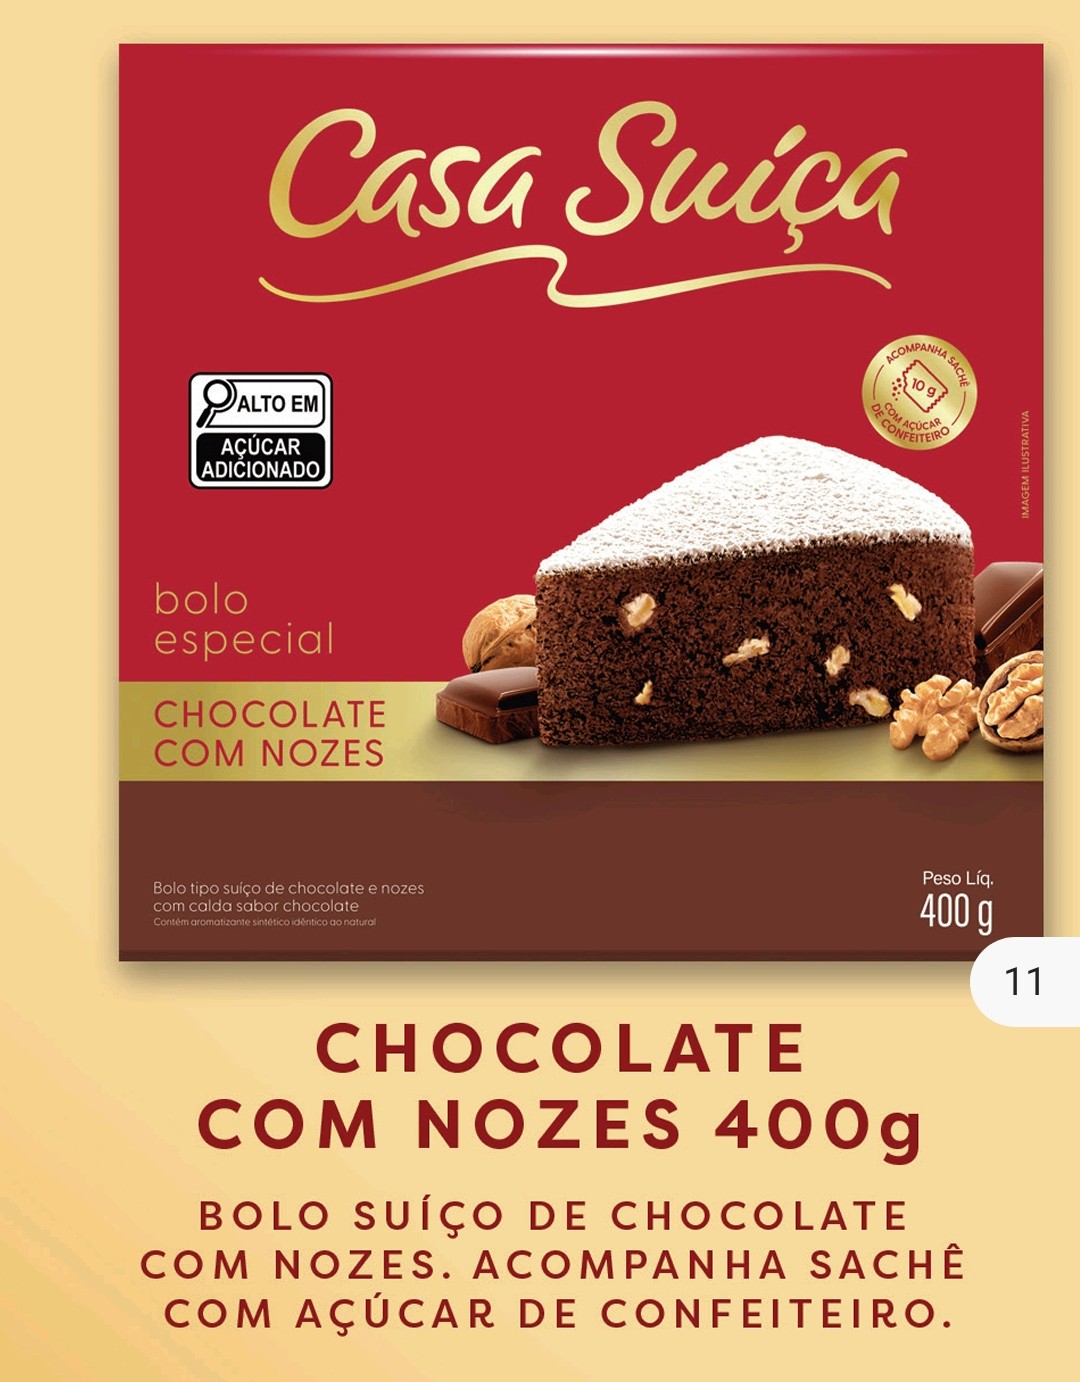 Casa Suíça
ALTO EM
AÇÚCAR
ADICIONADO
ACOMPANHA SACHÊ
10 g
COM AÇÚCAR
DE CONFEITEIRO
IMAGEM ILUSTRATIVA
bolo
especial
CHOCOLATE
COM NOZES
Bolo tipo suíço de chocolate e nozes
com calda sabor chocolate
Contém aromatizante sintético idêntico ao natural
Peso Líq.
400 g
11
CHOCOLATE
COM NOZES 400g
BOLO SUÍÇO DE CHOCOLATE
COM NOZES. ACOMPANHA SACHÊ
COM AÇÚCAR DE CONFEITEIRO.